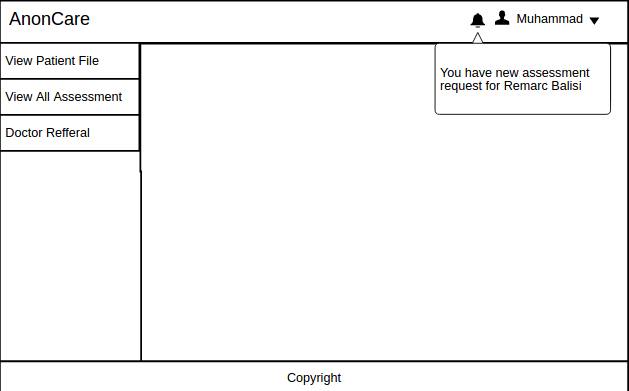 AnonCare
Muhammad
View Patient File
You have new assessment
request for Remarc Balisi
View All Assessment
Doctor Refferal
Copyright